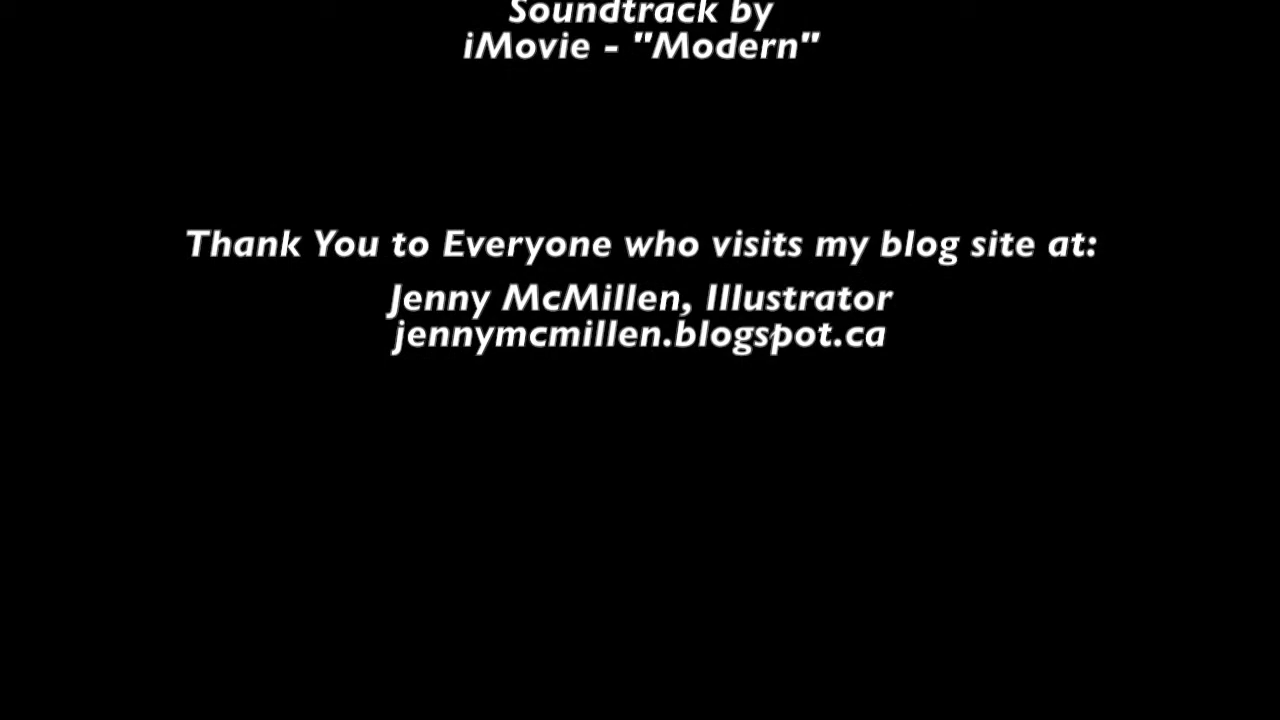 Soundtrack by
iMovie - "Modern"
Thank You to Everyone who visits my blog site at:
Jenny McMillen, Illustrator
jennymcmillen.blogspot.ca